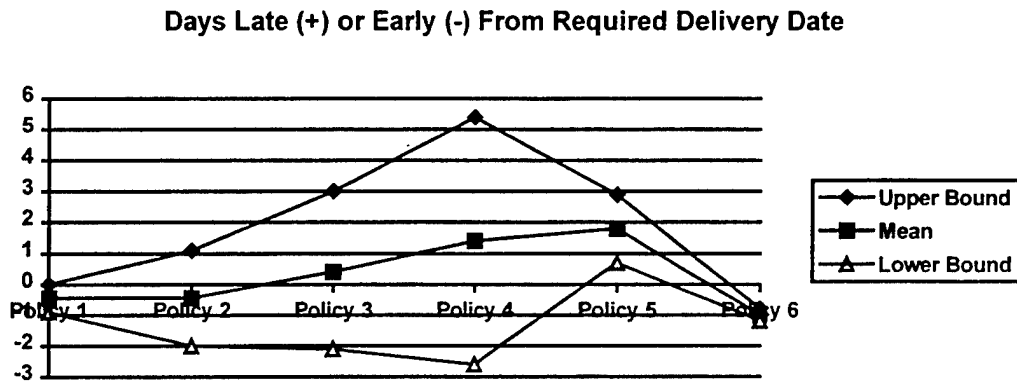 Days Late (+) or Early (-) From Required Delivery Date
6
5
4
3
2
1
0
-1
-2
-3
Policy 1 Policy 2 Policy 3 Policy 4 Policy 5 Policy 6
Upper Bound
Mean
Lower Bound